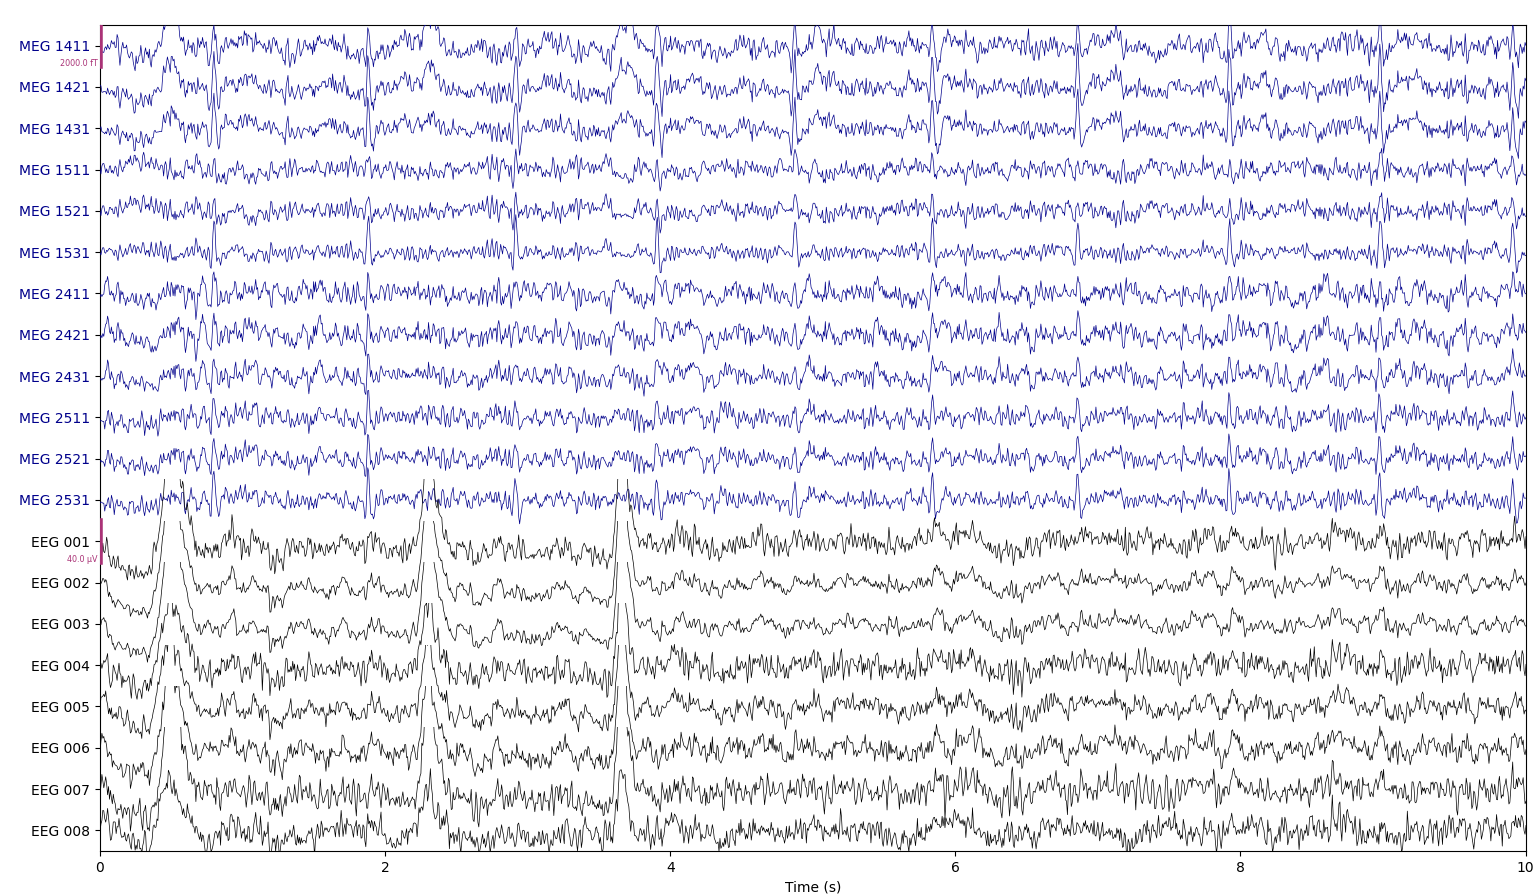 MEG 1411
2000.0 fT
MEG 1421
MEG 1431
MEG 1511
MEG 1521
MEG 1531
MEG 2411
MEG 2421
MEG 2431
MEG 2511
MEG 2521
MEG 2531
EEG 001
40.0 µV
EEG 002
EEG 003
EEG 004
EEG 005
EEG 006
EEG 007
EEG 008
0 2 4 6 8 10
Time (s)